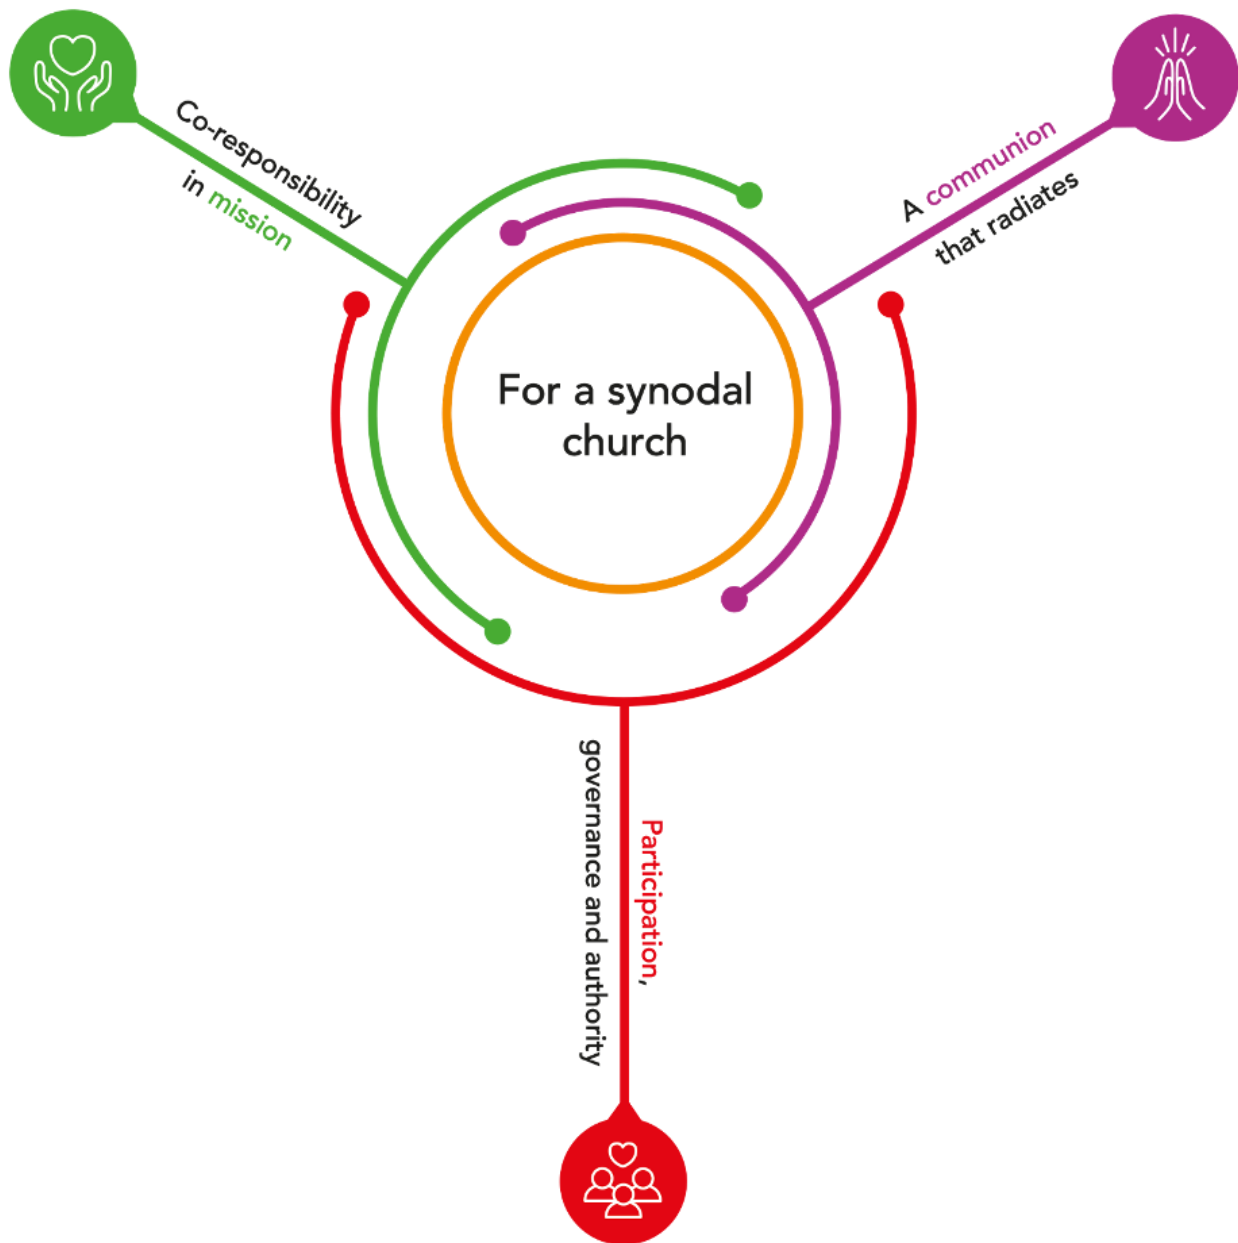 Co-responsibility
in mission
A communion
that radiates
For a synodal
church
Participation,
governance and authority